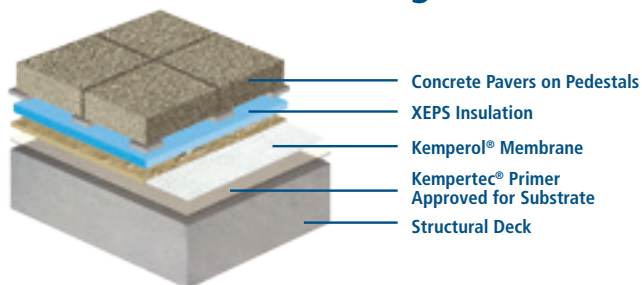 Concrete Pavers on Pedestals
XEPS Insulation
Kemperol® Membrane
Kempertec® Primer
Approved for Substrate
Structural Deck